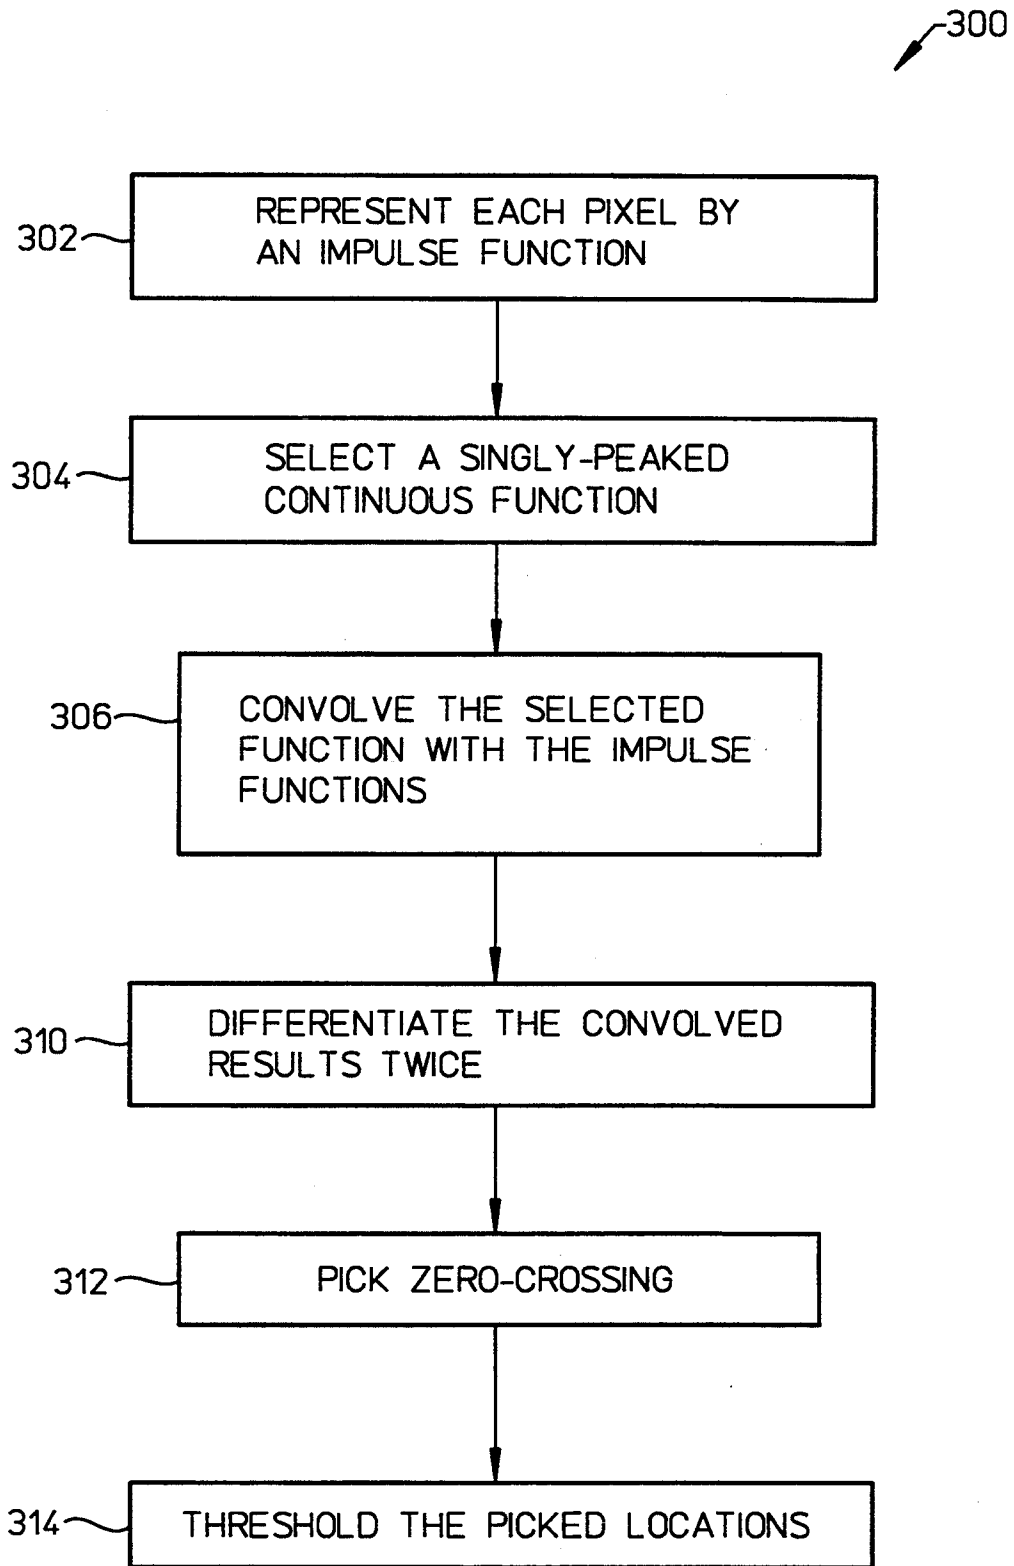 300
302
REPRESENT EACH PIXEL BY
AN IMPULSE FUNCTION
304
SELECT A SINGLY-PEAKED
CONTINUOUS FUNCTION
306
CONVOLVE THE SELECTED
FUNCTION WITH THE IMPULSE
FUNCTIONS
310
DIFFERENTIATE THE CONVOLVED
RESULTS TWICE
312
PICK ZERO-CROSSING
314
THRESHOLD THE PICKED LOCATIONS